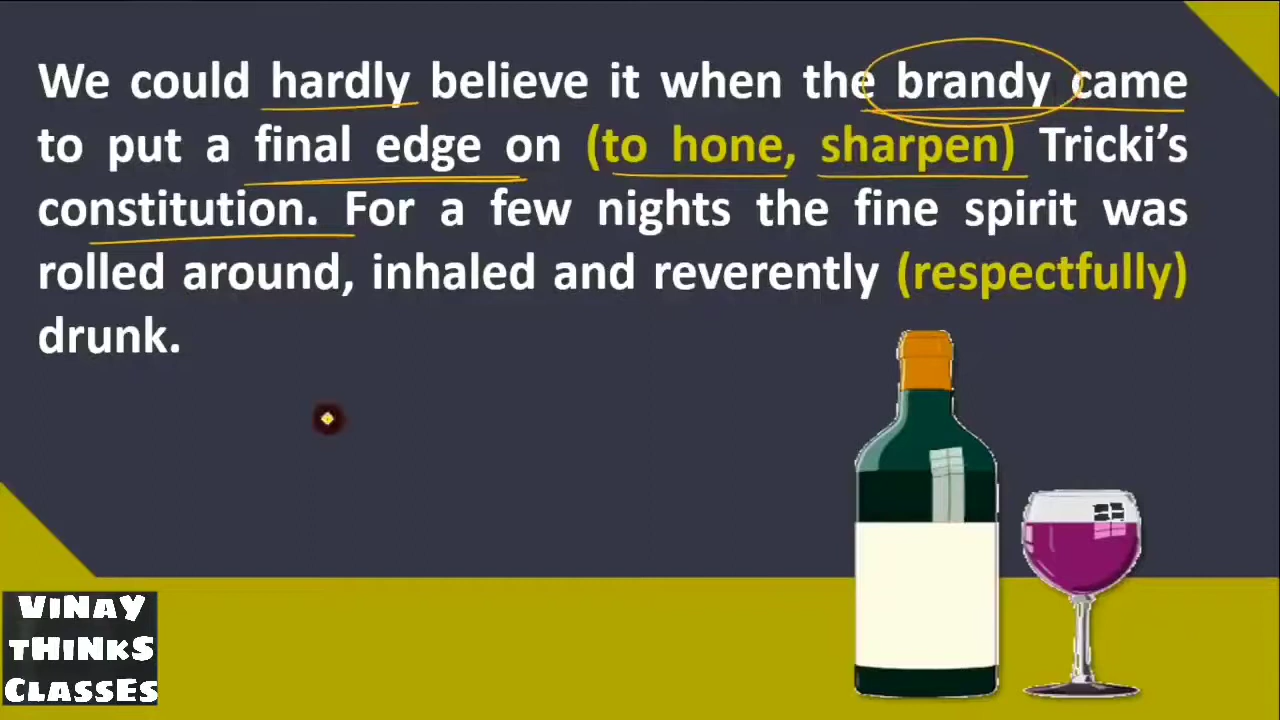 We could hardly believe it when the brandy came
to put a final edge on (to hone, sharpen) Tricki’s
constitution. For a few nights the fine spirit was
rolled around, inhaled and reverently (respectfully)
drunk.
ViNAY
THiNKS
CLASSES